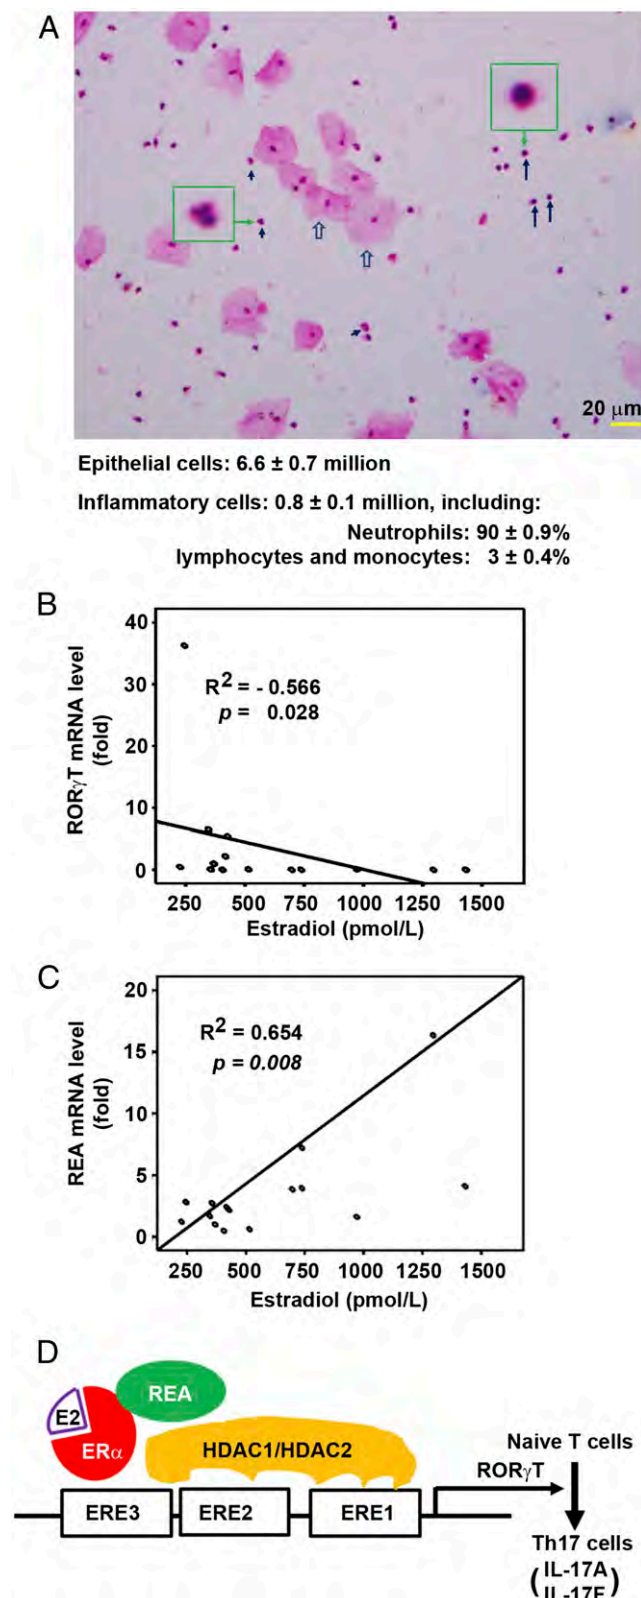 A
20 μm
Epithelial cells: 6.6 ± 0.7 million
Inflammatory cells: 0.8 ± 0.1 million, including:
Neutrophils: 90 ± 0.9%
lymphocytes and monocytes: 3 ± 0.4%
B
RORγT mRNA level
(fold)
40
30
20
10
0
R² = - 0.566
p = 0.028
250 500 750 1000 1250 1500
Estradiol (pmol/L)
C
REA mRNA level
(fold)
20
15
10
5
0
R² = 0.654
p = 0.008
250 500 750 1000 1250 1500
Estradiol (pmol/L)
D
REA
E2
ERα
HDAC1/HDAC2
ERE3 ERE2 ERE1
RORγT
Naive T cells
Th17 cells
(IL-17A
IL-17F